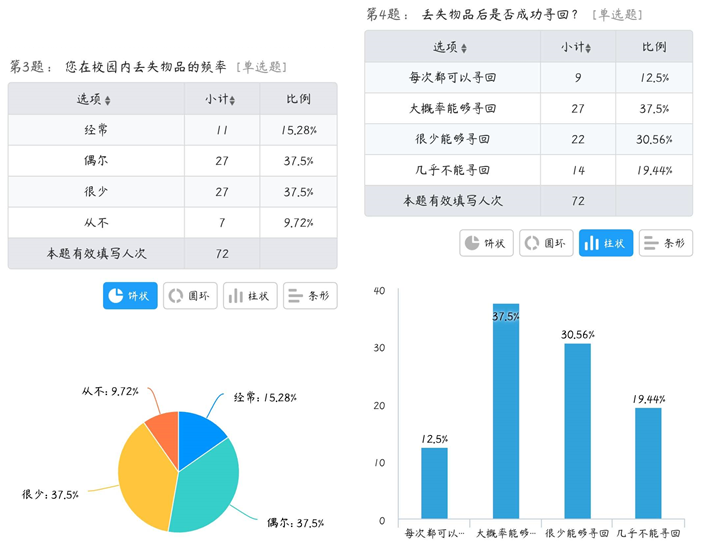 第3题： 您在校园内丢失物品的频率 [单选题]
选项 小计 比例
经常 11 15.28%
偶尔 27 37.5%
很少 27 37.5%
从不 7 9.72%
本题有效填写人次 72
饼状 圆环 柱状 条形
从不: 9.72%
经常: 15.28%
很少: 37.5%
偶尔: 37.5%
第4题： 丢失物品后是否成功寻回? [单选题]
选项 小计 比例
每次都可以寻回 9 12.5%
大概率能够寻回 27 37.5%
很少能够寻回 22 30.56%
几乎不能寻回 14 19.44%
本题有效填写人次 72
饼状 圆环 柱状 条形
40
30
20
10
0
12.5%
37.5%
30.56%
19.44%
每次都可以… 大概率能够… 很少能够寻回 几乎不能寻回